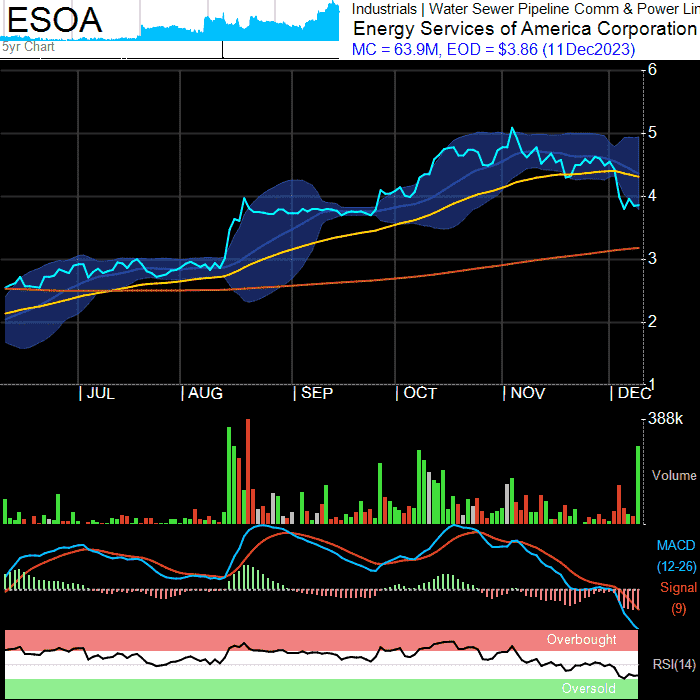 ESOA
5yr Chart
Industrials | Water Sewer Pipeline Comm & Power Lin
Energy Services of America Corporation
MC = 63.9M, EOD = $3.86 (11Dec2023)
6
5
4
3
2
1
| JUL | AUG | SEP | OCT | NOV | DEC
388k
Volume
MACD
(12-26)
Signal
(9)
Overbought
RSI(14)
Oversold